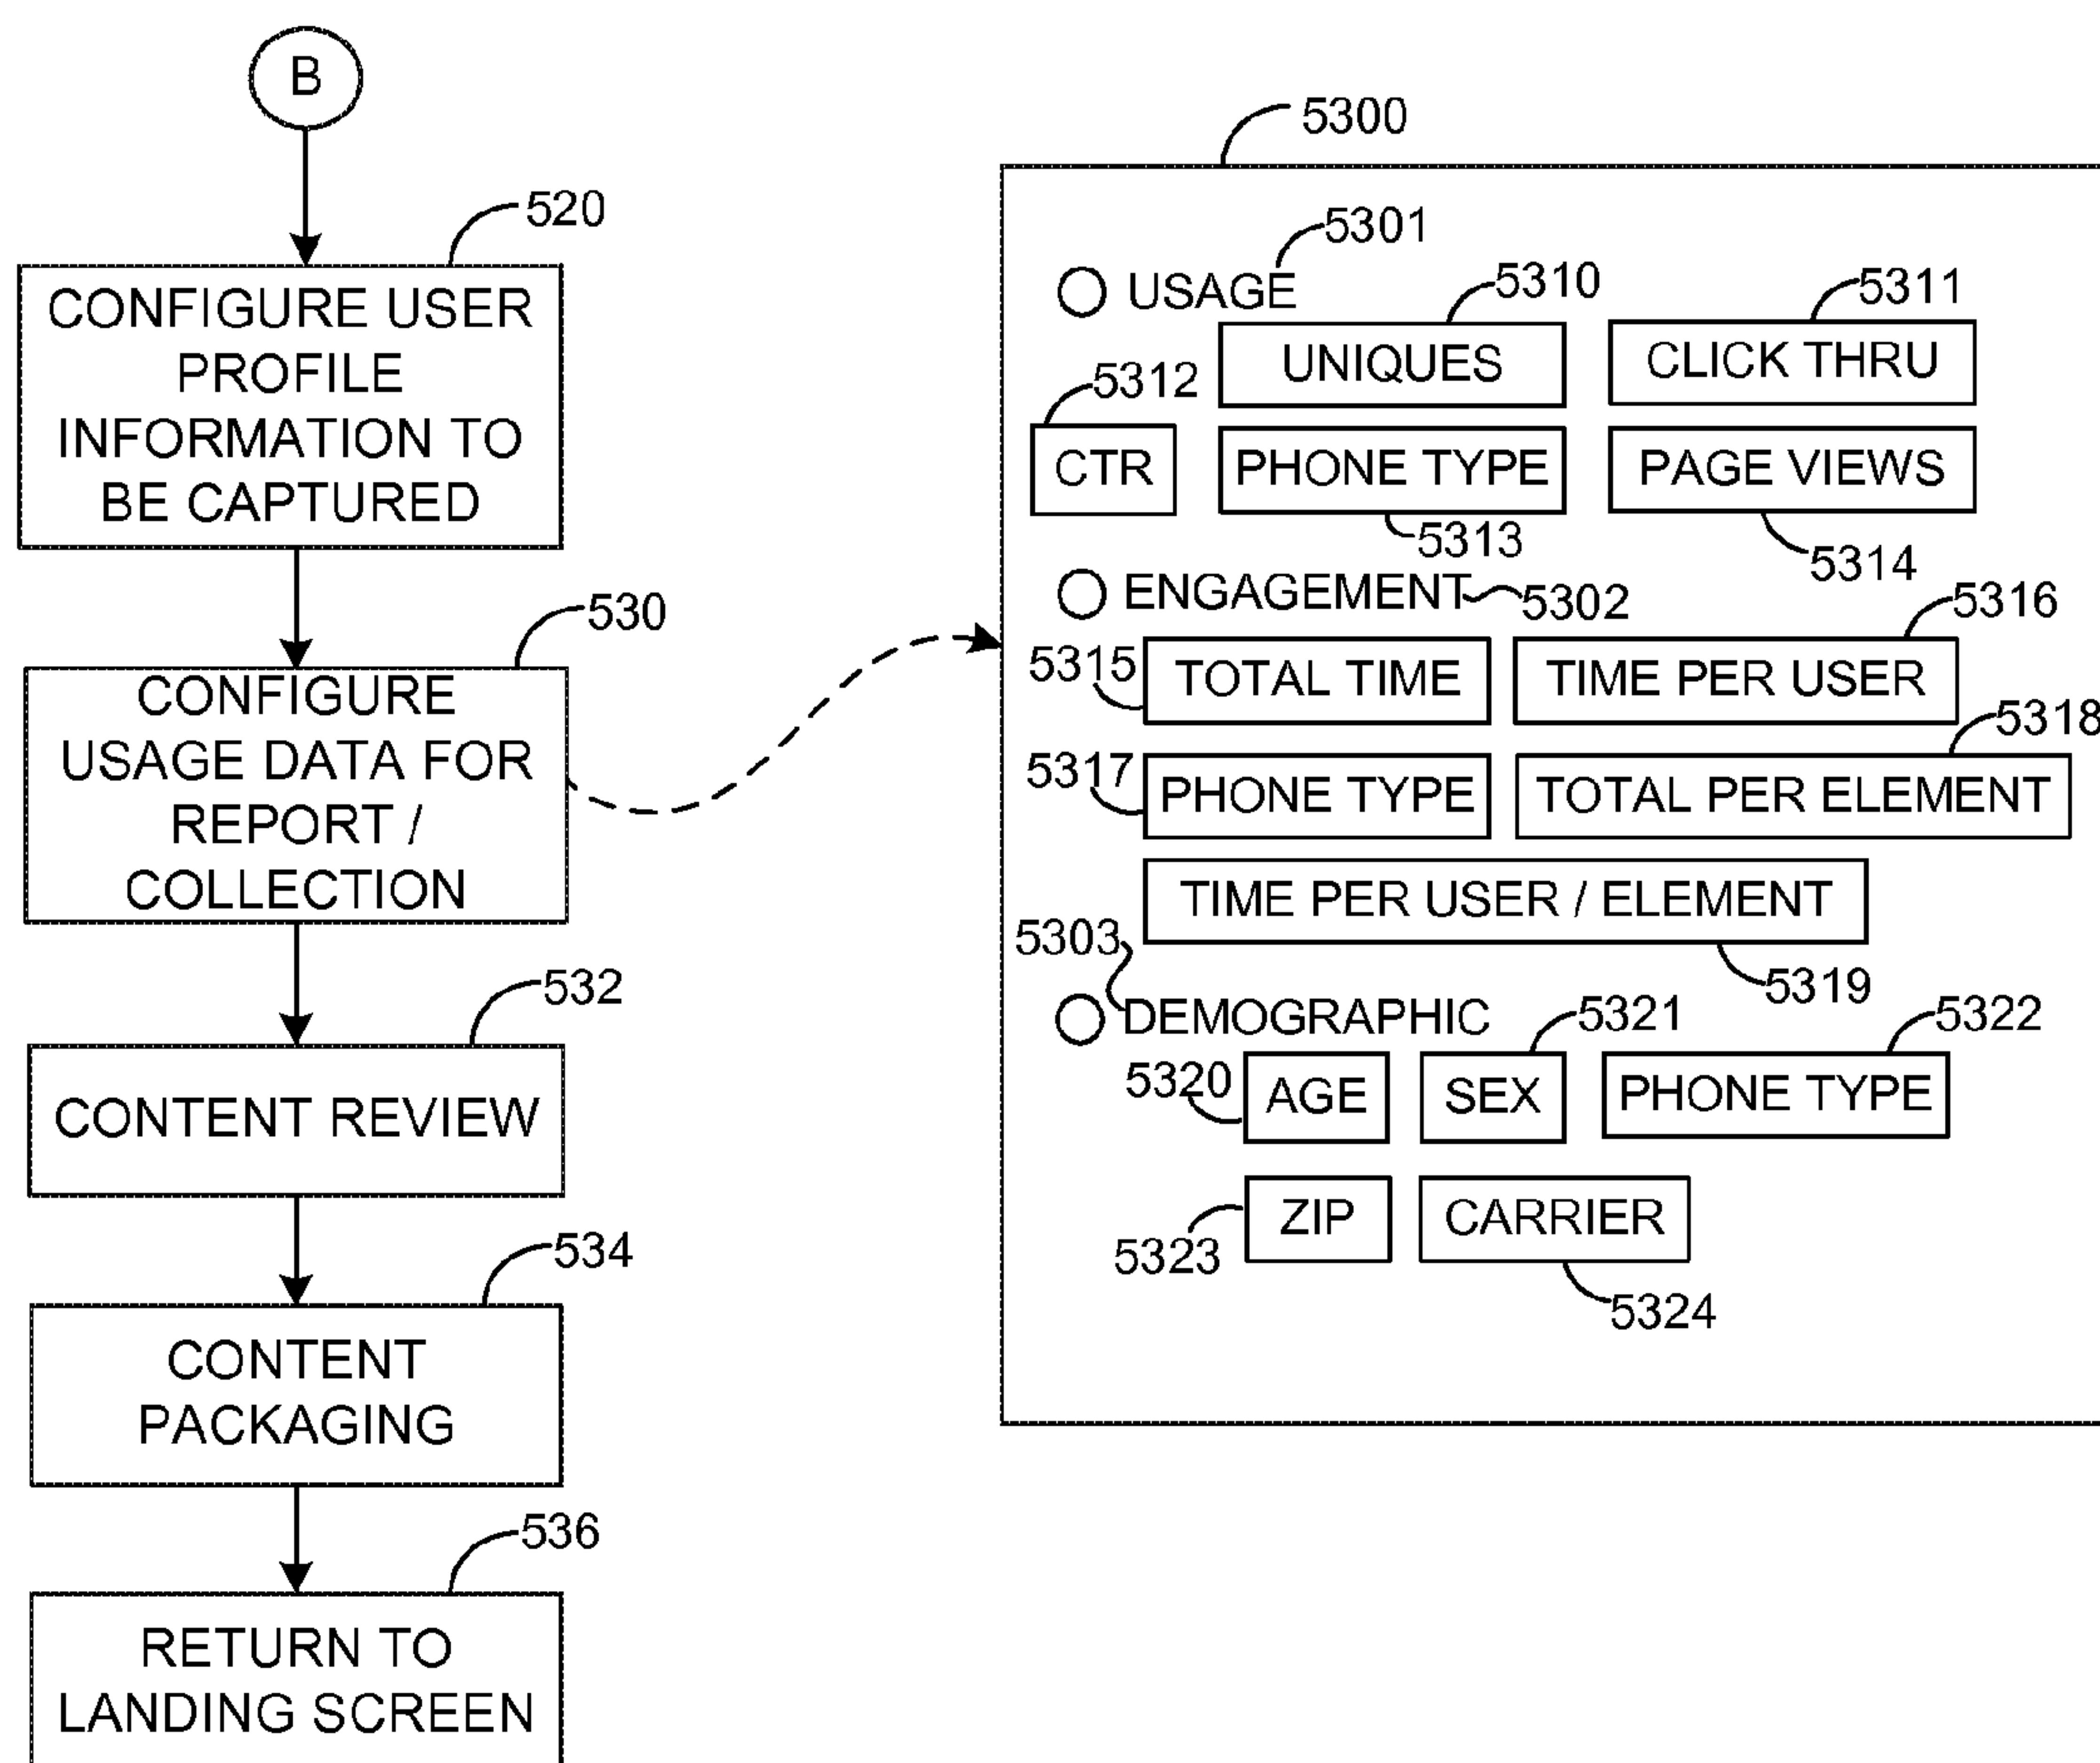 B
520
CONFIGURE USER
PROFILE
INFORMATION TO
BE CAPTURED
530
CONFIGURE
USAGE DATA FOR
REPORT /
COLLECTION
532
CONTENT REVIEW
534
CONTENT
PACKAGING
536
RETURN TO
LANDING SCREEN
5300
5301
USAGE
5310
5311
UNIQUES
CLICK THRU
5312
CTR
PHONE TYPE
PAGE VIEWS
5313
5314
ENGAGEMENT
5302
5316
5315
TOTAL TIME
TIME PER USER
5318
5317
PHONE TYPE
TOTAL PER ELEMENT
TIME PER USER / ELEMENT
5303
5319
DEMOGRAPHIC
5321
5322
5320
AGE
SEX
PHONE TYPE
ZIP
CARRIER
5323
5324